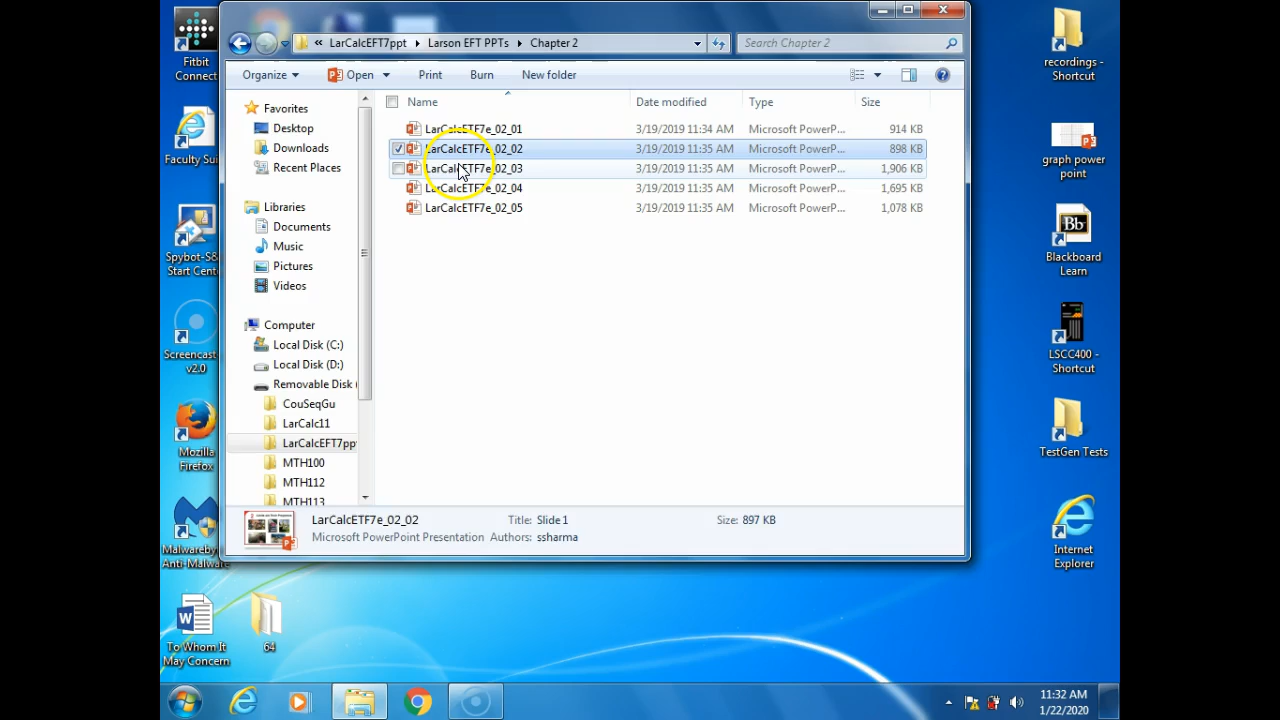 Fitbit
Connect
Faculty Sui
Spybot-S&
Start Cente
Screencast
v2.0
Mozilla
Firefox
Malwareby
Anti-Malware
To Whom It
May Concern
64
« LarCalcEFT7ppt Larson EFT PPTs Chapter 2
Search Chapter 2
Organize Open Print Burn New folder
Name Date modified Type Size
LarCalcETF7e_02_01 3/19/2019 11:34 AM Microsoft PowerP... 914 KB
LarCalcETF7e_02_02 3/19/2019 11:35 AM Microsoft PowerP... 898 KB
LarCalcETF7e_02_03 3/19/2019 11:35 AM Microsoft PowerP... 1,906 KB
LarCalcETF7e_02_04 3/19/2019 11:35 AM Microsoft PowerP... 1,695 KB
LarCalcETF7e_02_05 3/19/2019 11:35 AM Microsoft PowerP... 1,078 KB
Favorites
Desktop
Downloads
Recent Places
Libraries
Documents
Music
Pictures
Videos
Computer
Local Disk (C:)
Local Disk (D:)
Removable Disk (
CouSeqGu
LarCalc11
LarCalcEFT7pp
MTH100
MTH112
MTH113
LarCalcETF7e_02_02 Title: Slide 1 Size: 897 KB
Microsoft PowerPoint Presentation Authors: ssharma
recordings -
Shortcut
graph power
point
Bb
Blackboard
Learn
LSCC400 -
Shortcut
TestGen Tests
Internet
Explorer
11:32 AM
1/22/2020